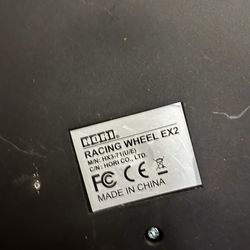 HORI®
RACING WHEEL EX2
M/N: HX3-71(U/E)
C/N: HORI CO., LTD.
FC CE
MADE IN CHINA